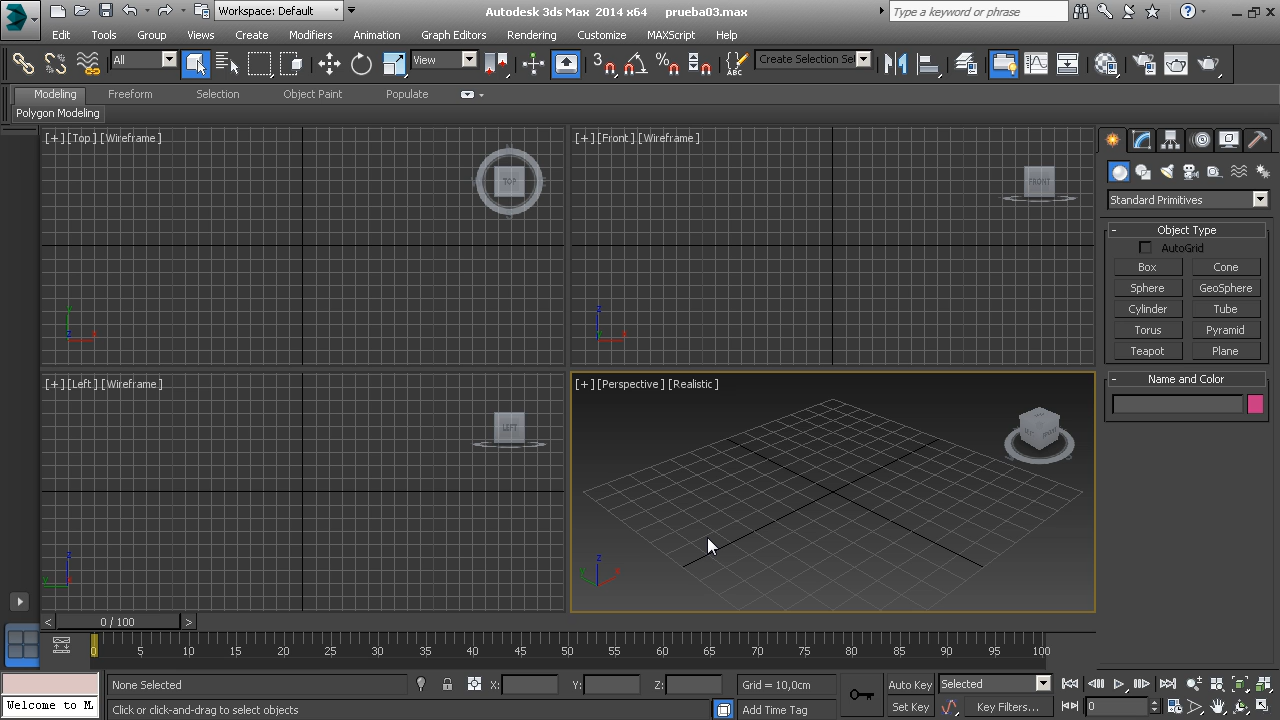 Workspace: Default
Autodesk 3ds Max 2014 x64 prueba03.max
Type a keyword or phrase
Edit Tools Group Views Create Modifiers Animation Graph Editors Rendering Customize MAXScript Help
All
View
3
Create Selection Se
Modeling Freeform Selection Object Paint Populate
Polygon Modeling
[+] [Top] [Wireframe]
TOP
[+] [Front] [Wireframe]
FRONT
Standard Primitives
- Object Type
AutoGrid
Box Cone
Sphere GeoSphere
Cylinder Tube
Torus Pyramid
Teapot Plane
y
z
x
z
x
[+] [Left] [Wireframe]
LEFT
[+] [Perspective] [Realistic]
- Name and Color
z
y
z
y
x
< 0 / 100 >
0 5 10 15 20 25 30 35 40 45 50 55 60 65 70 75 80 85 90 95 100
None Selected
X:
Y:
Z:
Grid = 10,0cm
Auto Key
Selected
Welcome to M
Click or click-and-drag to select objects
Add Time Tag
Set Key
Key Filters...
0